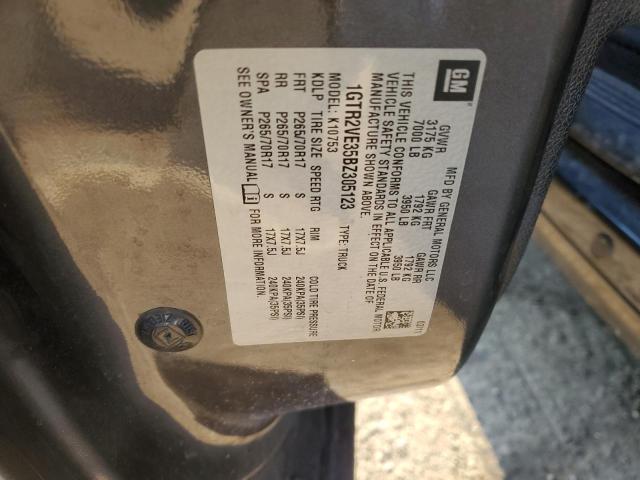 GM
MFD BY GENERAL MOTORS LLC
03/11
GVWR GAWR FRT GAWR RR
3175 KG 1792 KG 1792 KG
7000 LB 3950 LB 3950 LB
THIS VEHICLE CONFORMS TO ALL APPLICABLE U.S. FEDERAL MOTOR
VEHICLE SAFETY STANDARDS IN EFFECT ON THE DATE OF
MANUFACTURE SHOWN ABOVE.
1GTR2VE35BZ305123
MODEL: K10753 TYPE: TRUCK
KDLP TIRE SIZE SPEED RTG RIM COLD TIRE PRESSURE
FRT P265/70R17 S 17X7.5J 240KPA(35PSI)
RR P265/70R17 S 17X7.5J 240KPA(35PSI)
SPA P265/70R17 S 17X7.5J 240KPA(35PSI)
SEE OWNER'S MANUAL FOR MORE INFORMATION.